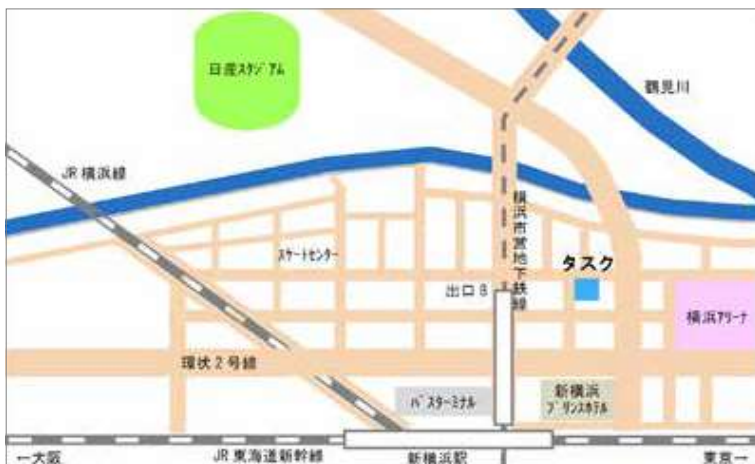 日産スタジアム
鶴見川
JR 横浜線
横浜市営地下鉄線
スケートセンター
タスク
出口 8
横浜アリーナ
環状２号線
バスターミナル
新横浜
プリンスホテル
←大阪
JR 東海道新幹線
新横浜駅
東京→